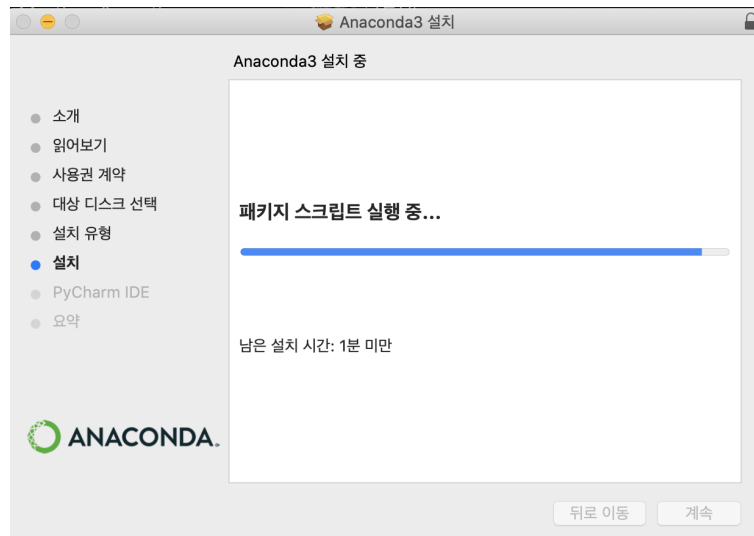 Anaconda3 설치
Anaconda3 설치 중
소개
읽어보기
사용권 계약
대상 디스크 선택
설치 유형
설치
PyCharm IDE
요약
패키지 스크립트 실행 중...
남은 설치 시간: 1분 미만
ANACONDA.
뒤로 이동
계속